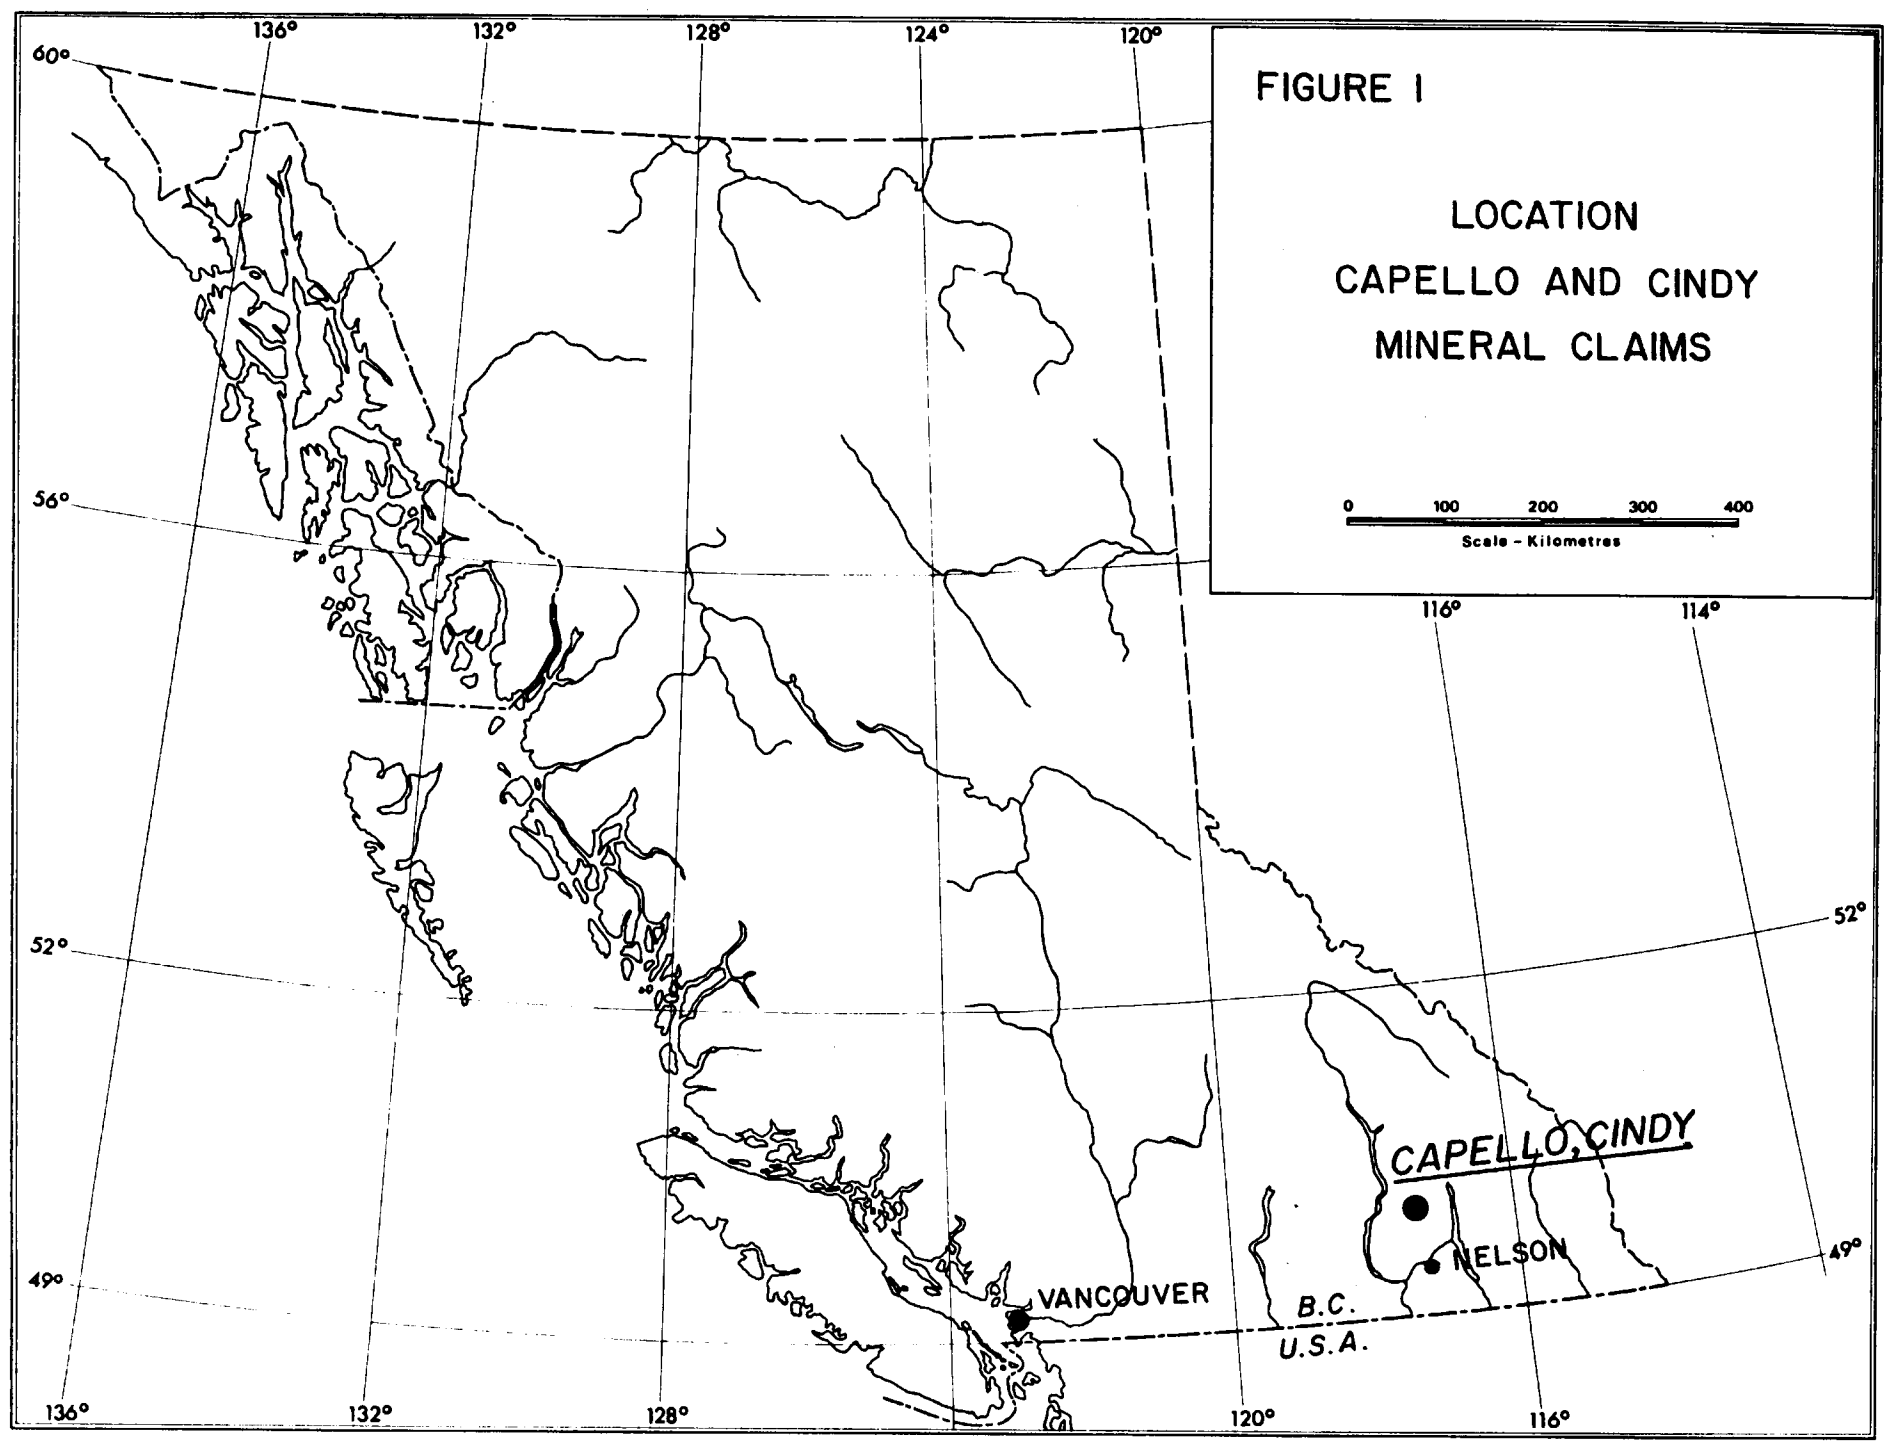 136° 132° 128° 124° 120°
60°
FIGURE 1
LOCATION
CAPELLO AND CINDY
MINERAL CLAIMS
0 100 200 300 400
Scale - Kilometres
56°
116° 114°
52° 52°
CAPELLO, CINDY
NELSON
49° 49°
VANCOUVER
B.C.
U.S.A.
136° 132° 128° 120° 116°